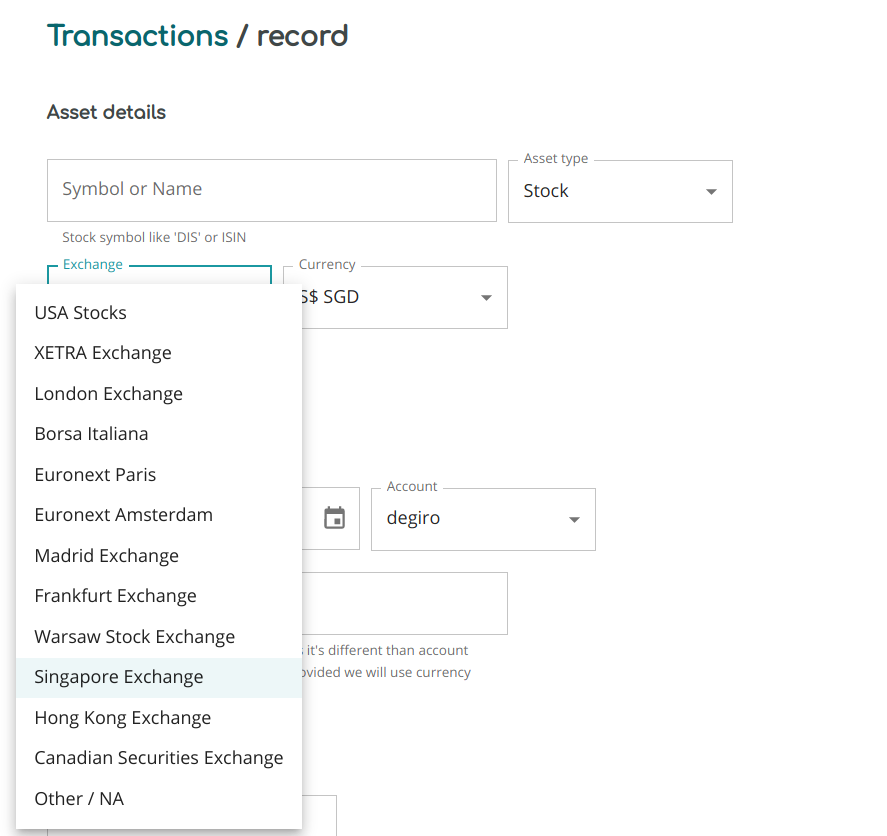 Transactions / record
Asset details
Symbol or Name
Asset type
Stock
Stock symbol like 'DIS' or ISIN
Exchange
Currency
S$ SGD
USA Stocks
XETRA Exchange
London Exchange
Borsa Italiana
Euronext Paris
Euronext Amsterdam
Madrid Exchange
Frankfurt Exchange
Warsaw Stock Exchange
Singapore Exchange
Hong Kong Exchange
Canadian Securities Exchange
Other / NA
Account
degiro
it's different than account
we will use currency